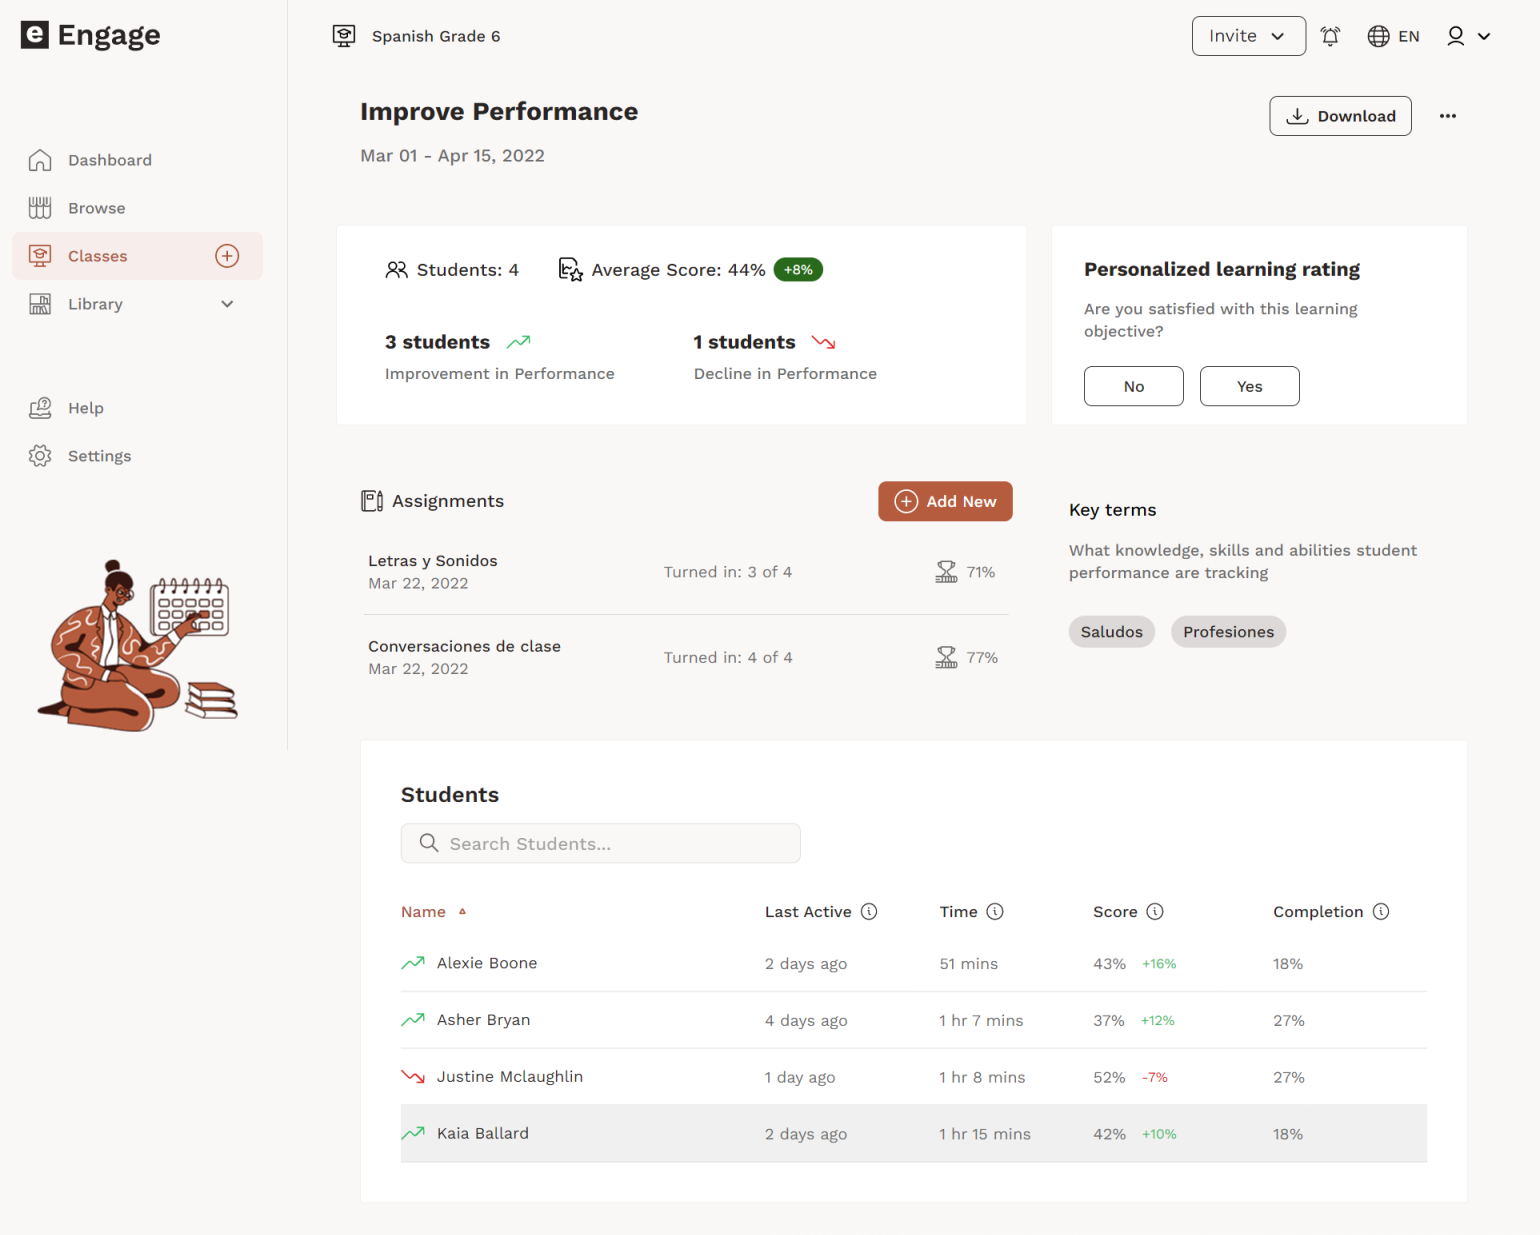 e Engage
Spanish Grade 6
Invite
EN
Dashboard
Browse
Classes
Library
Help
Settings
Improve Performance
Mar 01 - Apr 15, 2022
Download
Students: 4
Average Score: 44% +8%
3 students
Improvement in Performance
1 students
Decline in Performance
Personalized learning rating
Are you satisfied with this learning
objective?
No
Yes
Assignments
Add New
Letras y Sonidos
Mar 22, 2022
Turned in: 3 of 4
71%
Conversaciones de clase
Mar 22, 2022
Turned in: 4 of 4
77%
Key terms
What knowledge, skills and abilities student
performance are tracking
Saludos
Profesiones
Students
Search Students...
Name Last Active Time Score Completion
Alexie Boone 2 days ago 51 mins 43% +16% 18%
Asher Bryan 4 days ago 1 hr 7 mins 37% +12% 27%
Justine Mclaughlin 1 day ago 1 hr 8 mins 52% -7% 27%
Kaia Ballard 2 days ago 1 hr 15 mins 42% +10% 18%